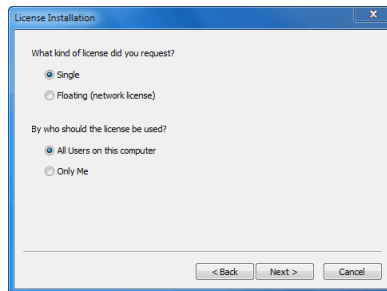 License Installation
What kind of license did you request?
Single
Floating (network license)
By who should the license be used?
All Users on this computer
Only Me
< Back
Next >
Cancel